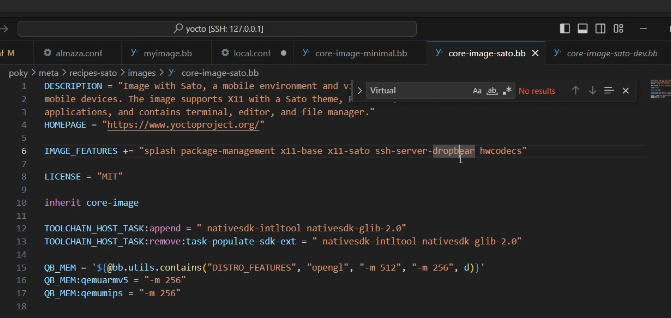 yocto [SSH: 127.0.0.1]
M almaza.conf myimage.bb local.conf core-image-minimal.bb core-image-sato.bb core-image-sato-dev.bb
poky > meta > recipes-sato > images > core-image-sato.bb
Virtual Aa ab .* No results
1 DESCRIPTION = "Image with Sato, a mobile environment and vi
2 mobile devices. The image supports X11 with a Sato theme,
3 applications, and contains terminal, editor, and file manager."
4 HOMEPAGE = "https://www.yoctoproject.org/"
5
6 IMAGE_FEATURES += "splash package-management x11-base x11-sato ssh-server-dropbear hwcodecs"
7
8 LICENSE = "MIT"
9
10 inherit core-image
11
12 TOOLCHAIN_HOST_TASK:append = " nativesdk-intltool nativesdk-glib-2.0"
13 TOOLCHAIN_HOST_TASK:remove:task-populate-sdk-ext = " nativesdk-intltool nativesdk-glib-2.0"
14
15 QB_MEM = '${@bb.utils.contains("DISTRO_FEATURES", "opengl", "-m 512", "-m 256", d)}'
16 QB_MEM:qemuarmv5 = "-m 256"
17 QB_MEM:qemumips = "-m 256"
18